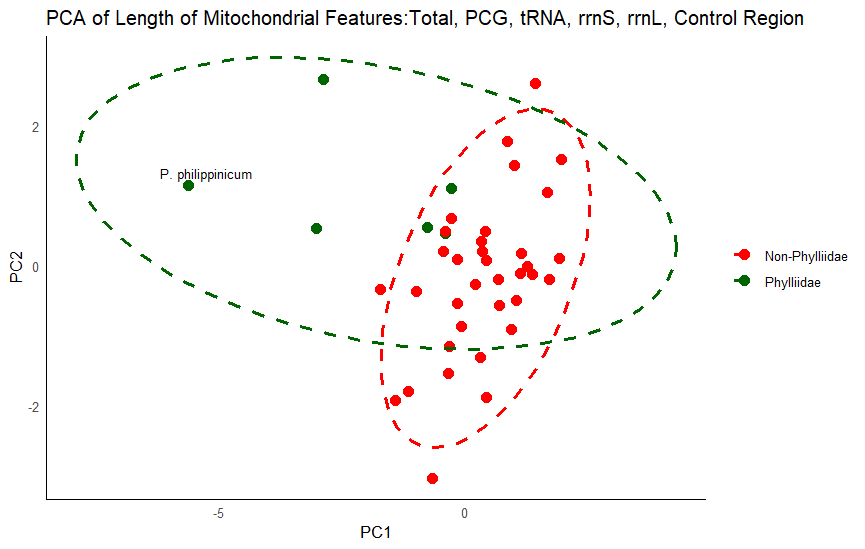 PCA of Length of Mitochondrial Features:Total, PCG, tRNA, rrnS, rrnL, Control Region
2
P. philippinicum
0
-2
PC2
Non-Phylliidae
Phylliidae
-5
0
PC1